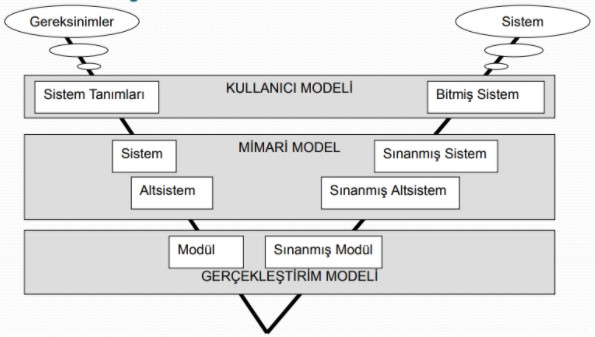 Gereksinimler
Sistem
KULLANICI MODELİ
Sistem Tanımları
Bitmiş Sistem
MİMARİ MODEL
Sistem
Sınanmış Sistem
Altsistem
Sınanmış Altsistem
Modül
Sınanmış Modül
GERÇEKLEŞTİRİM MODELİ